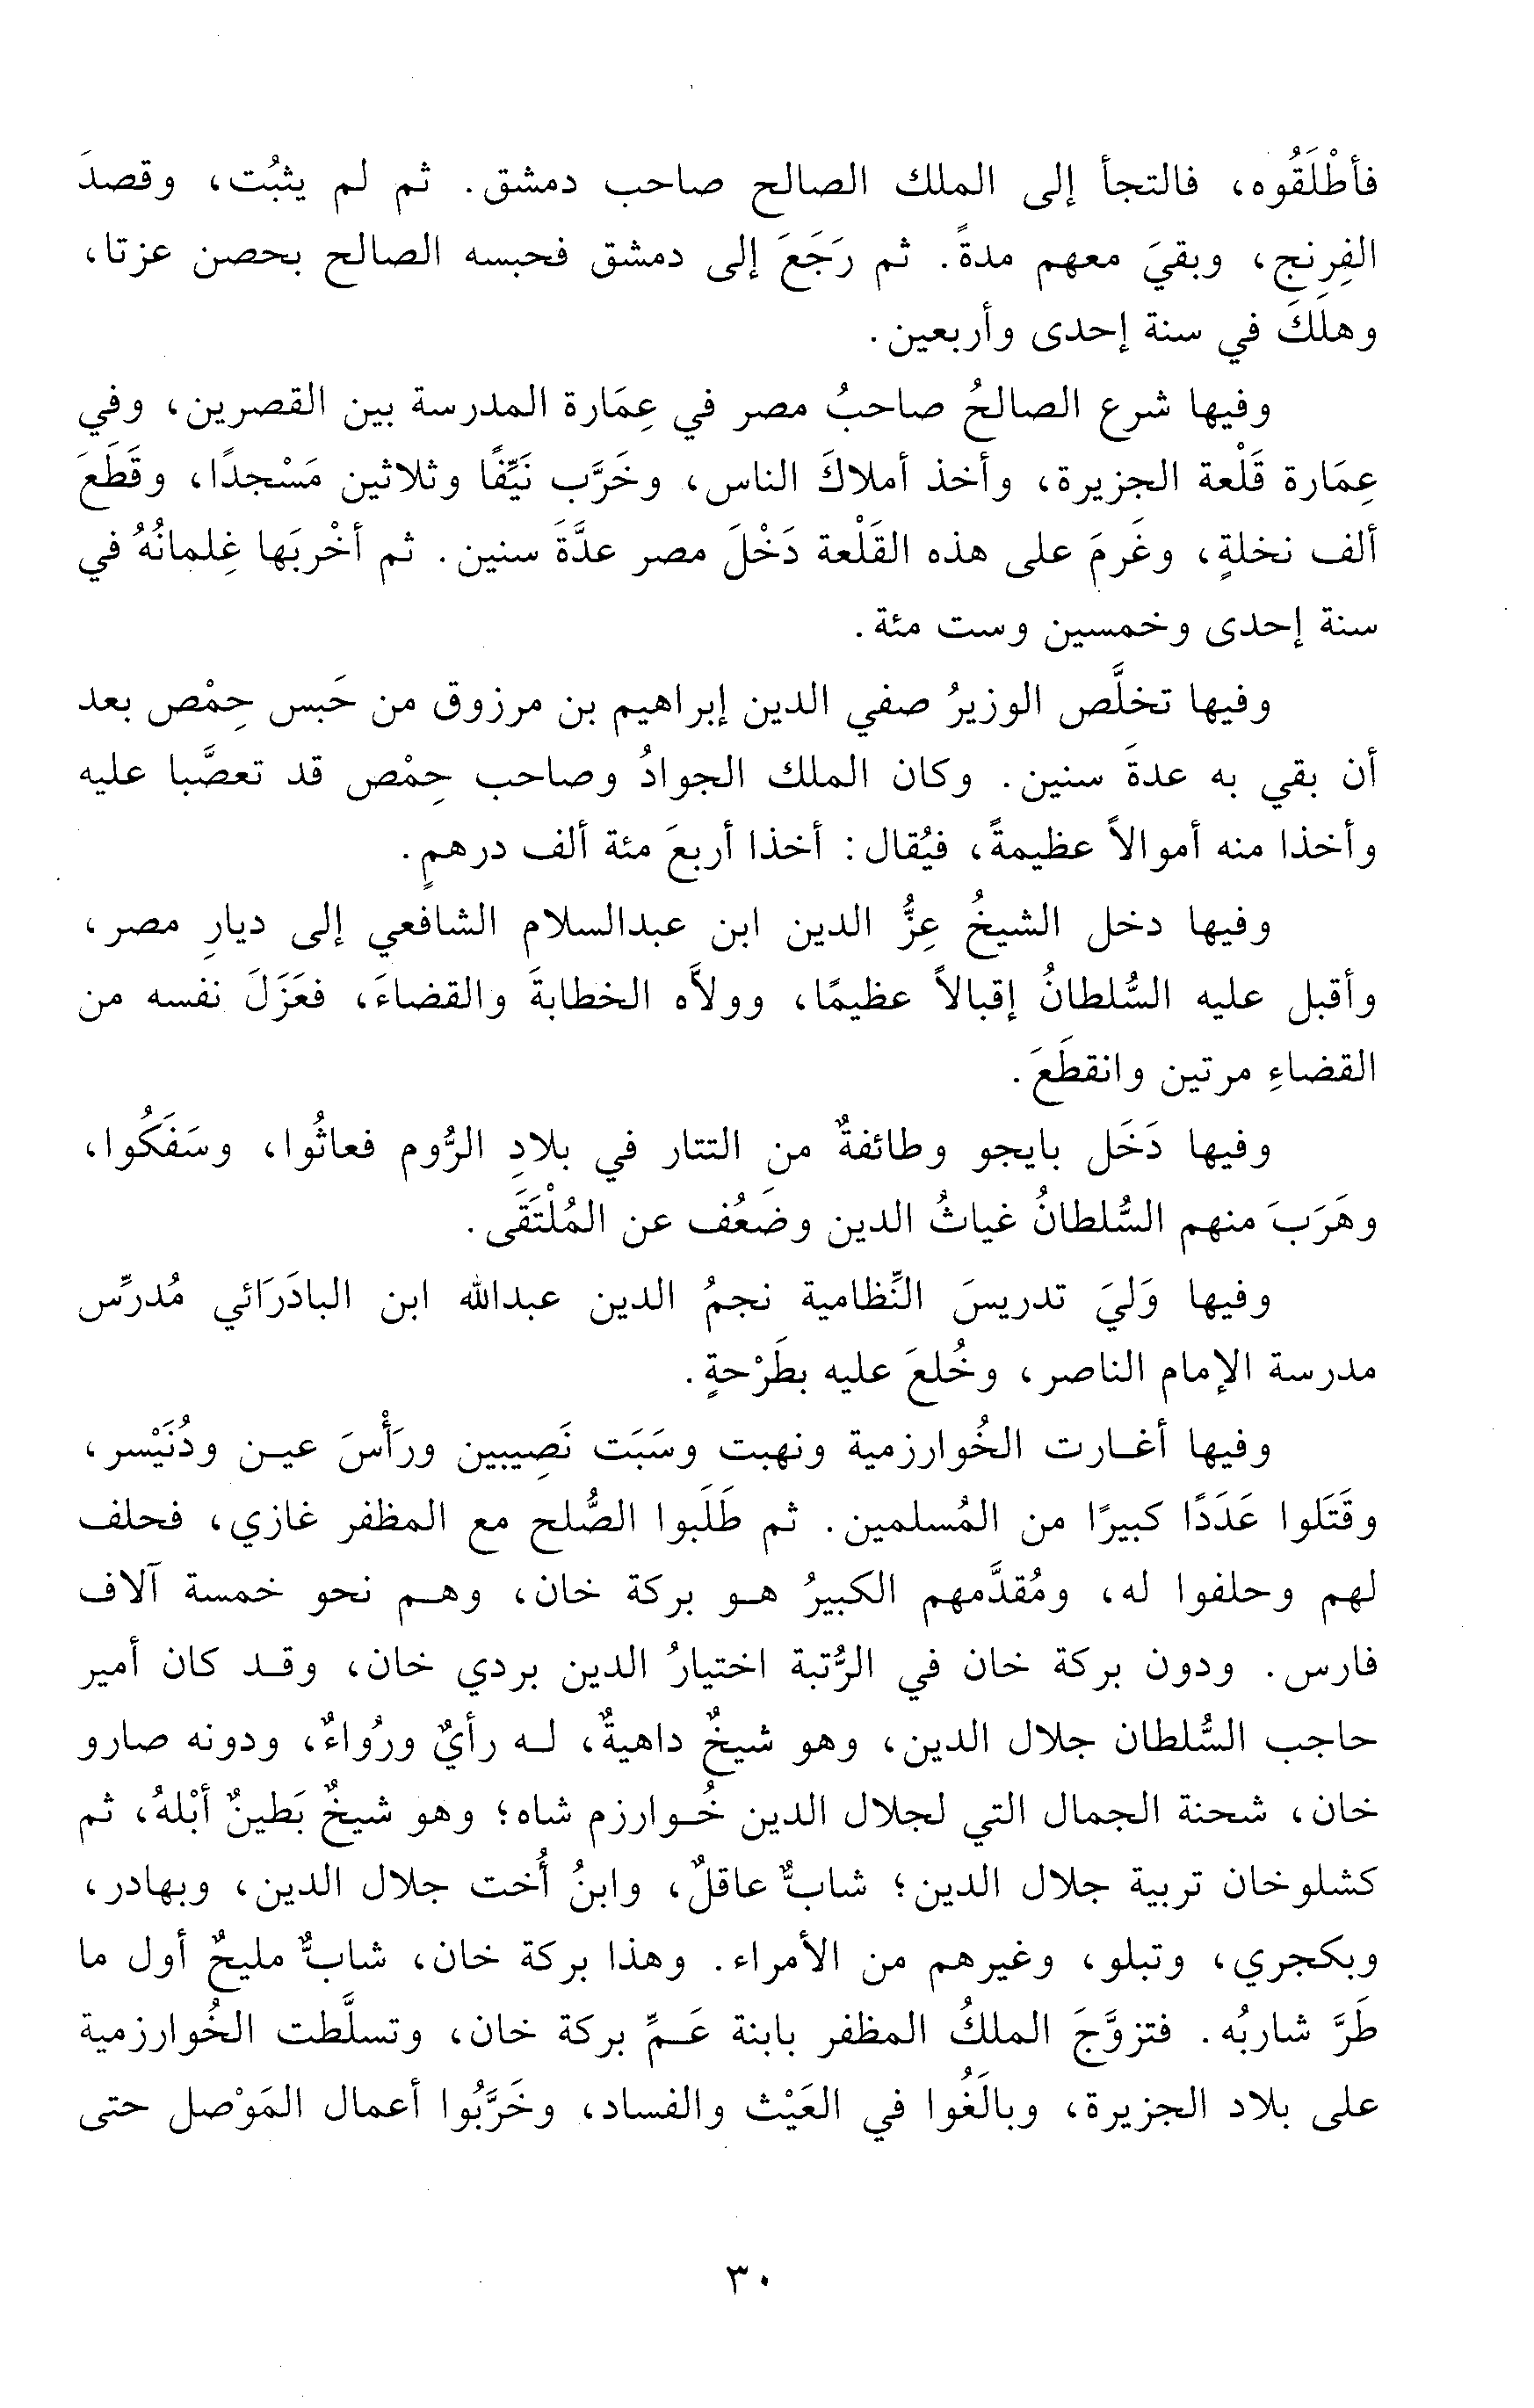 فأطْلَقُوه، فالتجأ إلى الملك الصالح صاحب دمشق. ثم لم يثبُت، وقصدَ
الفِرِنج، وبقيَ معهم مدةً. ثم رَجَعَ إلى دمشق فحبسه الصالح بحصن عزتا،
وهلَكَ في سنة إحدى وأربعين.
وفيها شرع الصالحُ صاحبُ مصر في عِمَارة المدرسة بين القصرين، وفي
عِمَارة قَلْعة الجزيرة، وأخذ أملاكَ الناس، وخَرَّب نَيِّفًا وثلاثين مَسْجدًا، وقَطَعَ
ألف نخلةٍ، وغَرمَ على هذه القَلْعة دَخْلَ مصر عدَّةَ سنين. ثم أخْربَها غِلمانُهُ في
سنة إحدى وخمسين وست مئة.
وفيها تخلَّص الوزيرُ صفي الدين إبراهيم بن مرزوق من حَبس حِمْص بعد
أن بقي به عدةَ سنين. وكان الملك الجوادُ وصاحب حِمْص قد تعصَّبا عليه
وأخذا منه أموالاً عظيمةً، فيُقال: أخذا أربعَ مئة ألف درهمٍ.
وفيها دخل الشيخُ عِزُّ الدين ابن عبدالسلام الشافعي إلى ديارِ مصر،
وأقبل عليه السُّلطانُ إقبالاً عظيمًا، وولاَّه الخطابةَ والقضاءَ، فعَزَلَ نفسه من
القضاءِ مرتين وانقطَعَ.
وفيها دَخَل بايجو وطائفةٌ من التتار في بلادِ الرُّوم فعاثُوا، وسَفَكُوا،
وهَرَبَ منهم السُّلطانُ غياثُ الدين وضَعُف عن المُلْتَقَى.
وفيها وَليَ تدريسَ النِّظامية نجمُ الدين عبدالله ابن البادَرَائي مُدرِّس
مدرسة الإمام الناصر، وخُلعَ عليه بطَرْحةٍ.
وفيها أغـارت الخُوارزمية ونهبت وسَبَت نَصِيبين ورَأْسَ عيـن ودُنَيْسر،
وقَتَلوا عَدَدًا كبيرًا من المُسلمين. ثم طَلَبوا الصُّلح مع المظفر غازي، فحلف
لهم وحلفوا له، ومُقدَّمهم الكبيرُ هـو بركة خان، وهـم نحو خمسة آلاف
فارس. ودون بركة خان في الرُّتبة اختيارُ الدين بردي خان، وقـد كان أمير
حاجب السُّلطان جلال الدين، وهو شيخٌ داهيةٌ، لـه رأيٌ ورُواءٌ، ودونه صارو
خان، شحنة الجمال التي لجلال الدين خُـوارزم شاه؛ وهو شيخٌ بَطينٌ أبْلهُ، ثم
كشلوخان تربية جلال الدين؛ شابٌّ عاقلٌ، وابنُ أُخت جلال الدين، وبهادر،
وبكجري، وتبلو، وغيرهم من الأمراء. وهذا بركة خان، شابٌّ مليحٌ أول ما
طَرَّ شاربُه. فتزوَّجَ الملكُ المظفر بابنة عَـمِّ بركة خان، وتسلَّطت الخُوارزمية
على بلاد الجزيرة، وبالَغُوا في العَيْث والفساد، وخَرَّبُوا أعمال المَوْصل حتى
٣٠